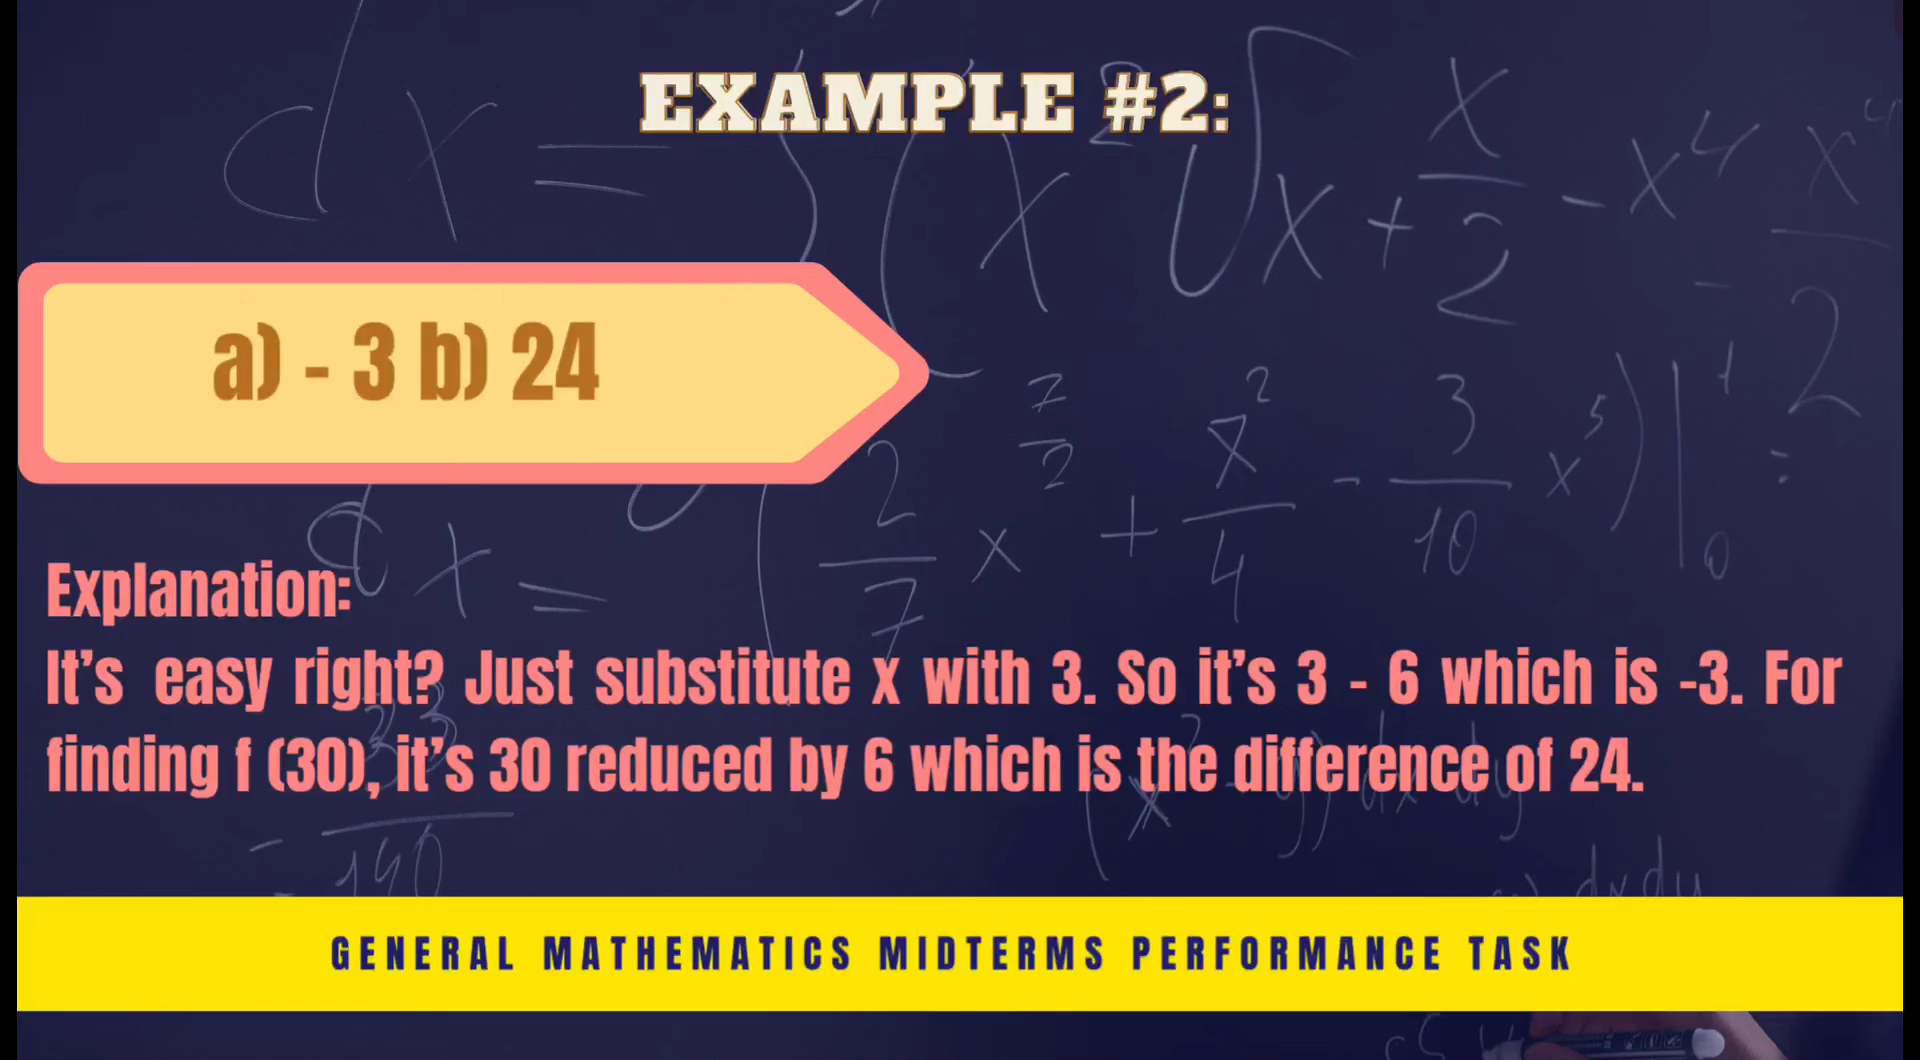 EXAMPLE #2:
a) - 3 b) 24
Explanation:
It's easy right? Just substitute x with 3. So it's 3 - 6 which is -3. For
finding f (30), it's 30 reduced by 6 which is the difference of 24.
GENERAL MATHEMATICS MIDTERMS PERFORMANCE TASK